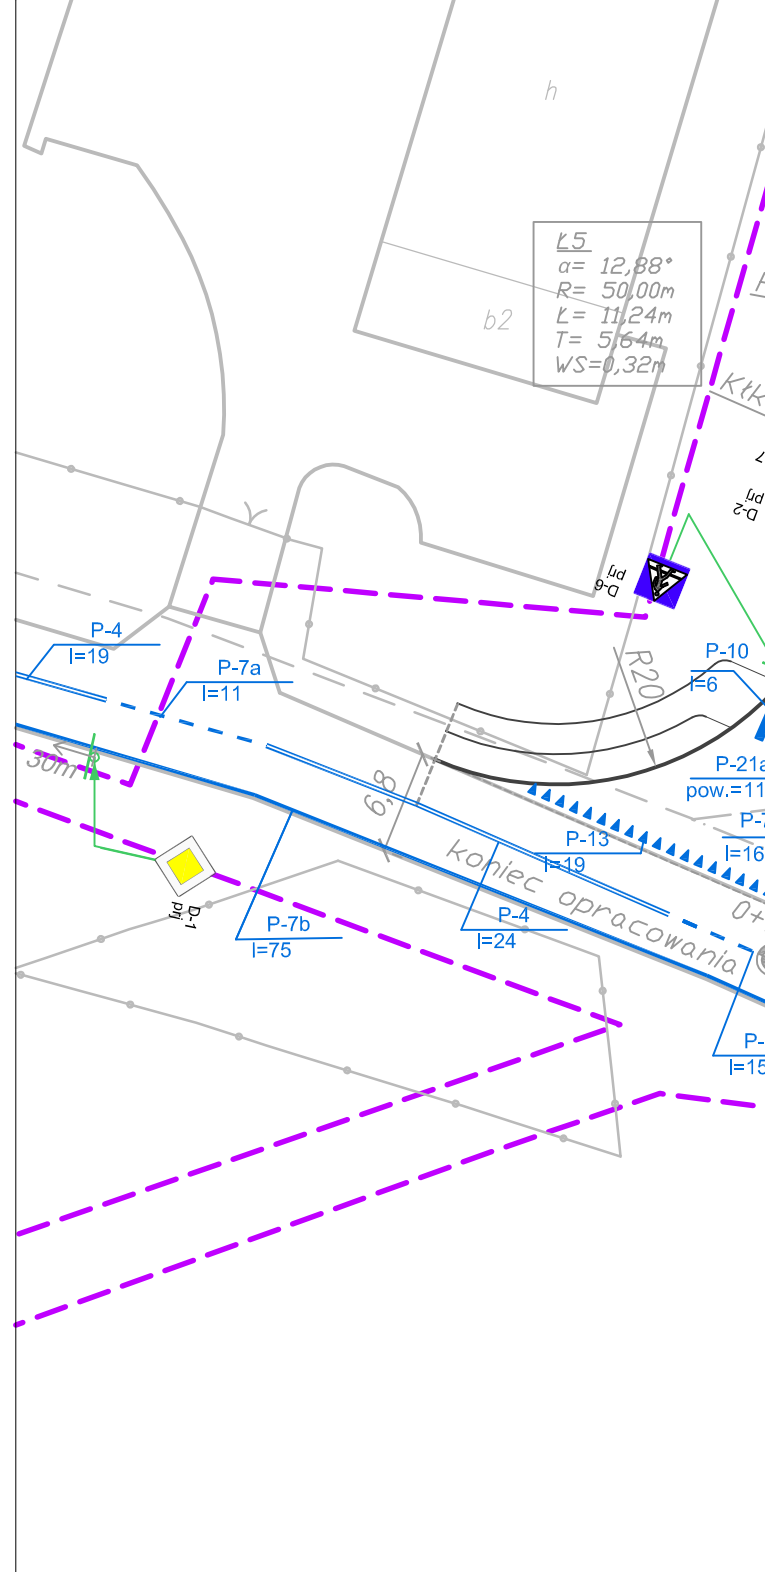 h
Ł5
α= 12,88°
R= 50,00m
Ł= 11,24m
T= 5,64m
WS=0,32m
b2
Kłk
D-2
prj
D-6
prj
P-4
l=19
P-7a
l=11
P-10
l=6
R20
30m
6,8
P-21a
pow.=11
P-13
l=19
P-7
l=16
koniec opracowania
0+
D-1
prj
P-7b
l=75
P-4
l=24
P-
l=15